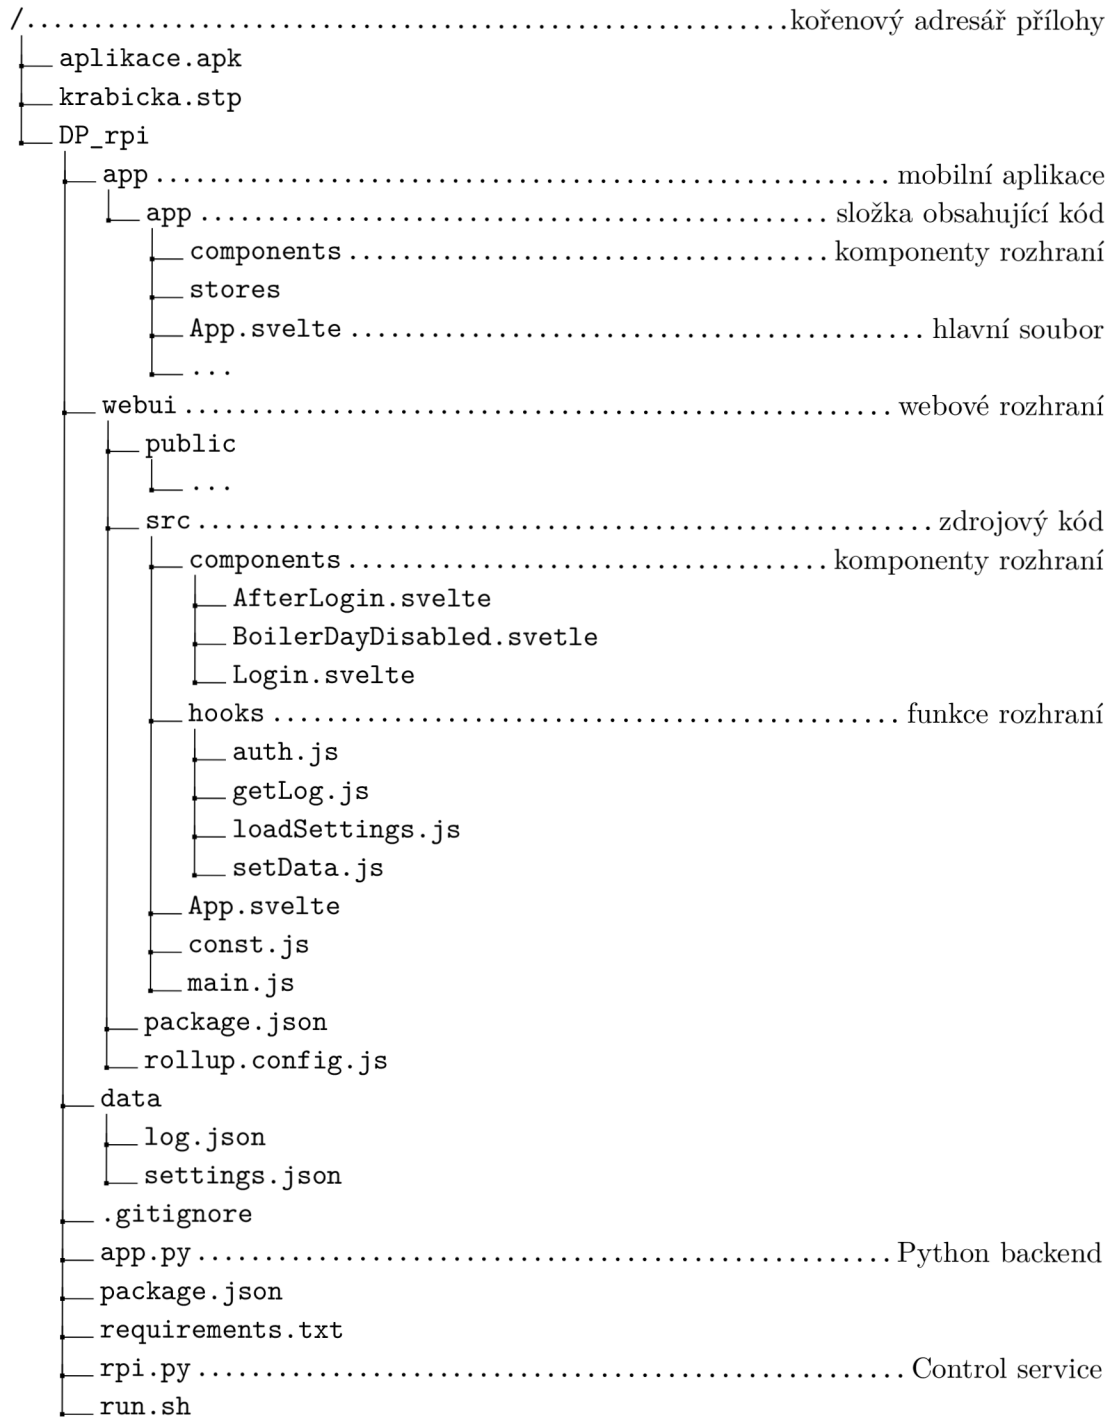 / kořenový adresář přílohy
aplikace.apk
krabicka.stp
DP_rpi
app mobilní aplikace
app složka obsahující kód
components komponenty rozhraní
stores
App.svelte hlavní soubor
...
webui webové rozhraní
public
...
src zdrojový kód
components komponenty rozhraní
AfterLogin.svelte
BoilerDayDisabled.svetle
Login.svelte
hooks funkce rozhraní
auth.js
getLog.js
loadSettings.js
setData.js
App.svelte
const.js
main.js
package.json
rollup.config.js
data
log.json
settings.json
.gitignore
app.py Python backend
package.json
requirements.txt
rpi.py Control service
run.sh